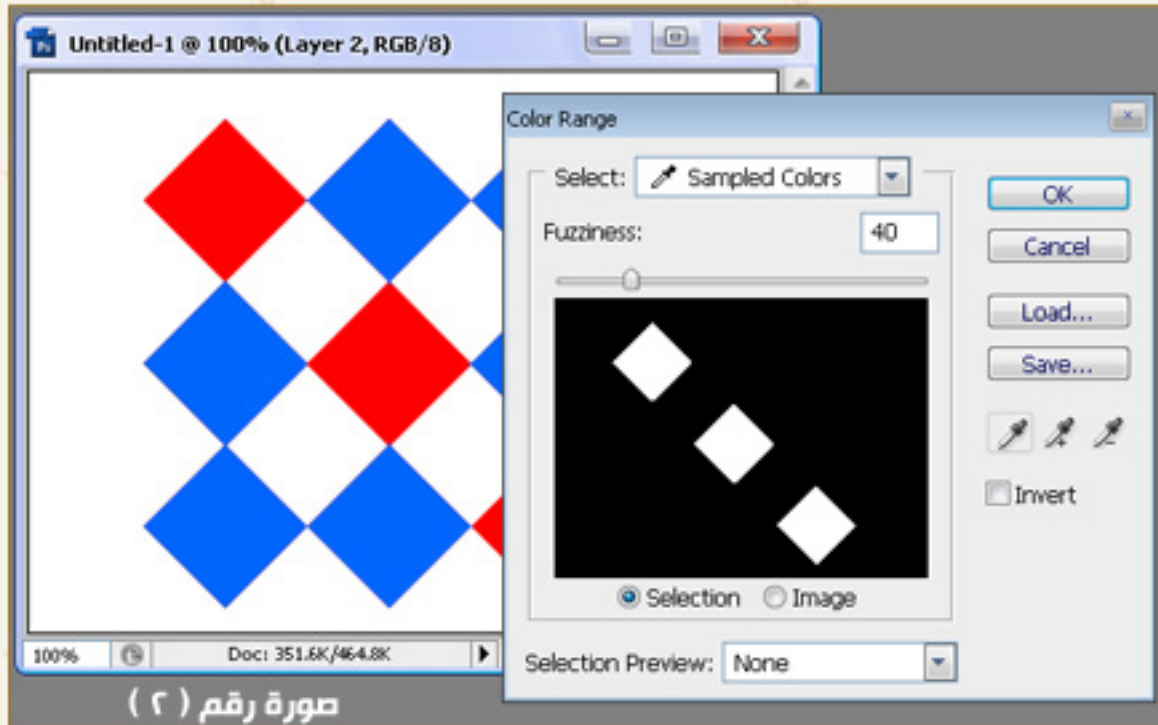 Untitled-1 @ 100% (Layer 2, RGB/8)
Color Range
Select: Sampled Colors
Fuzziness: 40
OK
Cancel
Load...
Save...
Invert
Selection Image
Selection Preview: None
100% Doc: 351.6K/464.8K
صورة رقم ( ٢ )